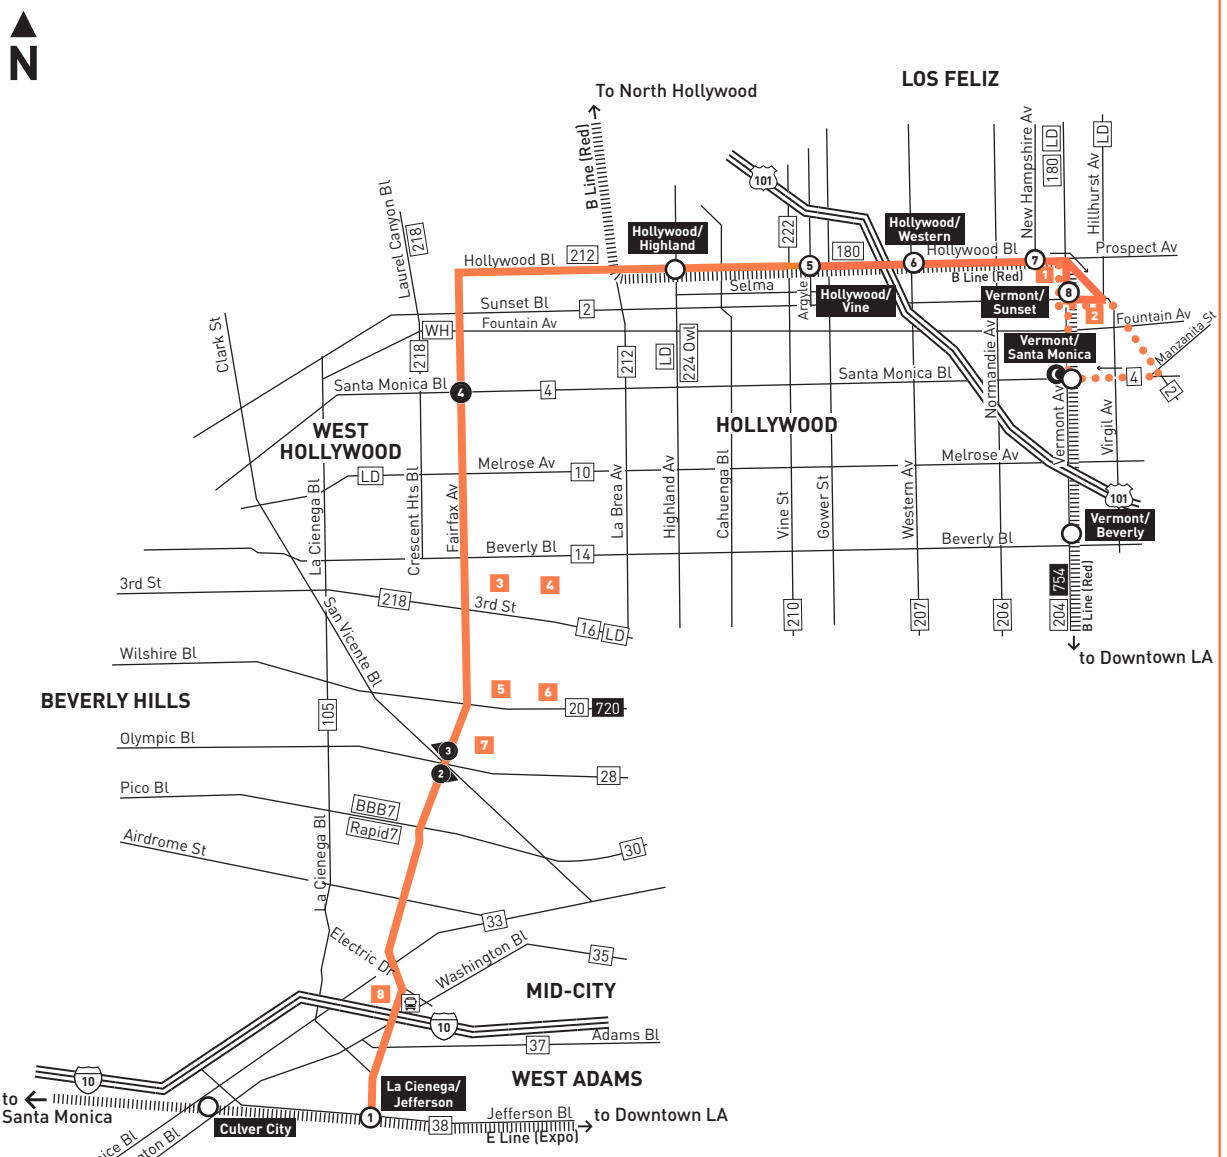 N
LOS FELIZ
To North Hollywood
B Line (Red)
101
New Hampshire Av
180
LD
LD
Hillhurst Av
Laurel Canyon Bl
218
Hollywood/
Highland
222
Hollywood/
Western
Hollywood Bl
212
180
Hollywood Bl
Prospect Av
5
6
7
1
B Line (Red)
Selma
Argyle
Hollywood/
Vine
Vermont/
Sunset
8
2
Sunset Bl
2
Fountain Av
WH
Fountain Av
Manzanita St
Clark St
218
212
LD
224 Owl
Normandie Av
Vermont/
Santa Monica
Santa Monica Bl
4
4
Santa Monica Bl
4
2
WEST
HOLLYWOOD
HOLLYWOOD
Vermont Av
Virgil Av
Melrose Av
10
LD
Melrose Av
La Cienega Bl
Crescent Hts Bl
Fairfax Av
La Brea Av
Highland Av
Cahuenga Bl
Vine St
Gower St
Western Av
101
Vermont/
Beverly
Beverly Bl
14
Beverly Bl
3rd St
218
3
4
3rd St
16
LD
210
207
206
204
754
B Line (Red)
to Downtown LA
San Vicente Bl
Wilshire Bl
5
6
20
720
BEVERLY HILLS
105
Olympic Bl
3
7
2
28
Pico Bl
BBB7
Rapid7
30
Airdrome St
La Cienega Bl
33
Electric Dr
Washington Bl
35
8
MID-CITY
10
Adams Bl
37
10
WEST ADAMS
La Cienega/
Jefferson
to
Santa Monica
Culver City
1
38
Jefferson Bl
E Line (Expo)
to Downtown LA
ice Bl
gton Bl